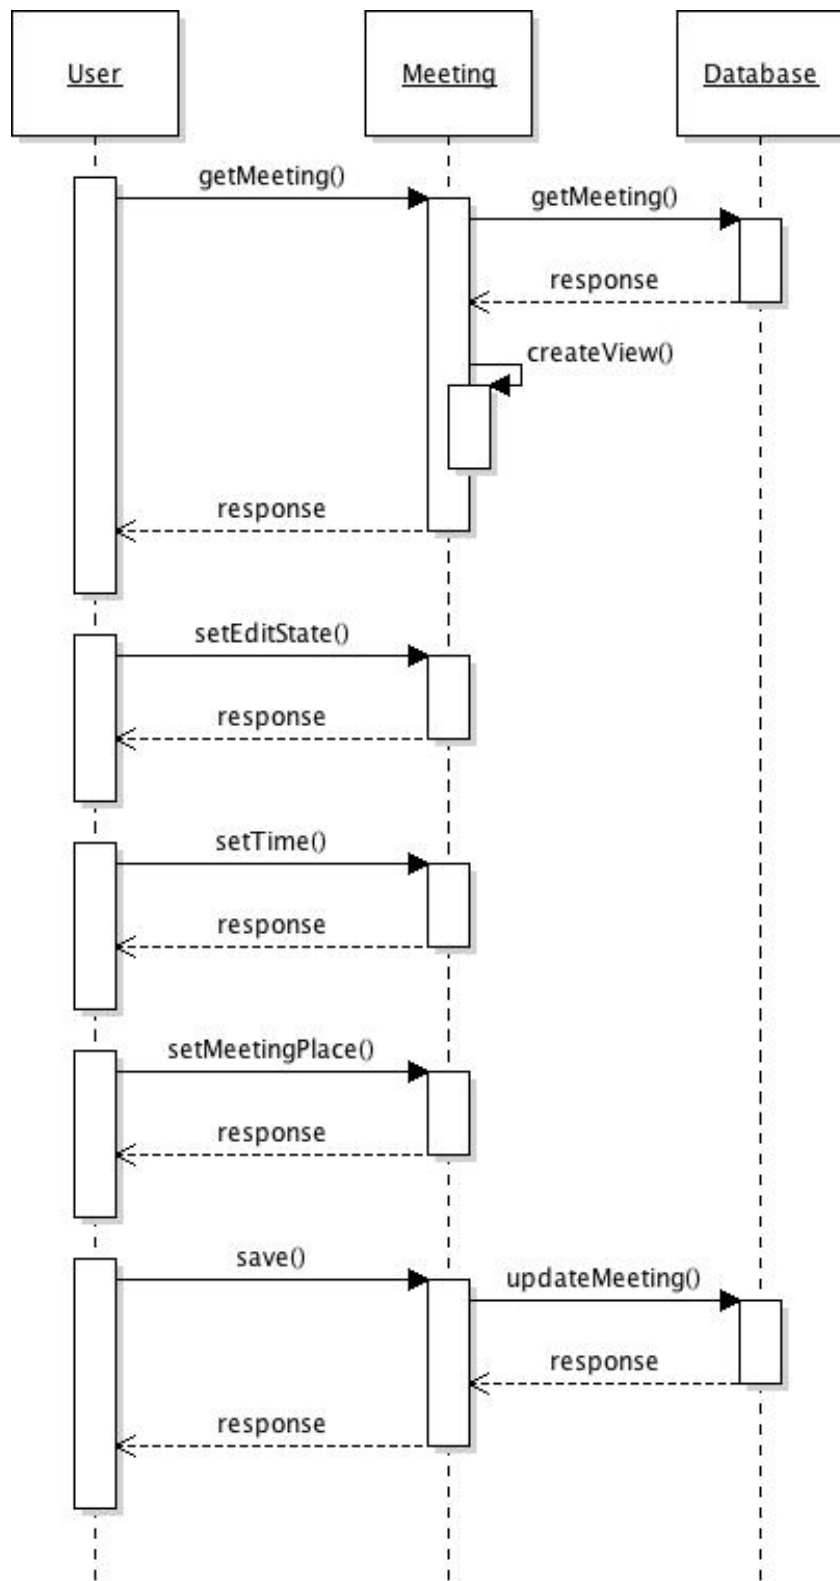 User
Meeting
Database
getMeeting()
getMeeting()
response
createView()
response
setEditState()
response
setTime()
response
setMeetingPlace()
response
save()
updateMeeting()
response
response